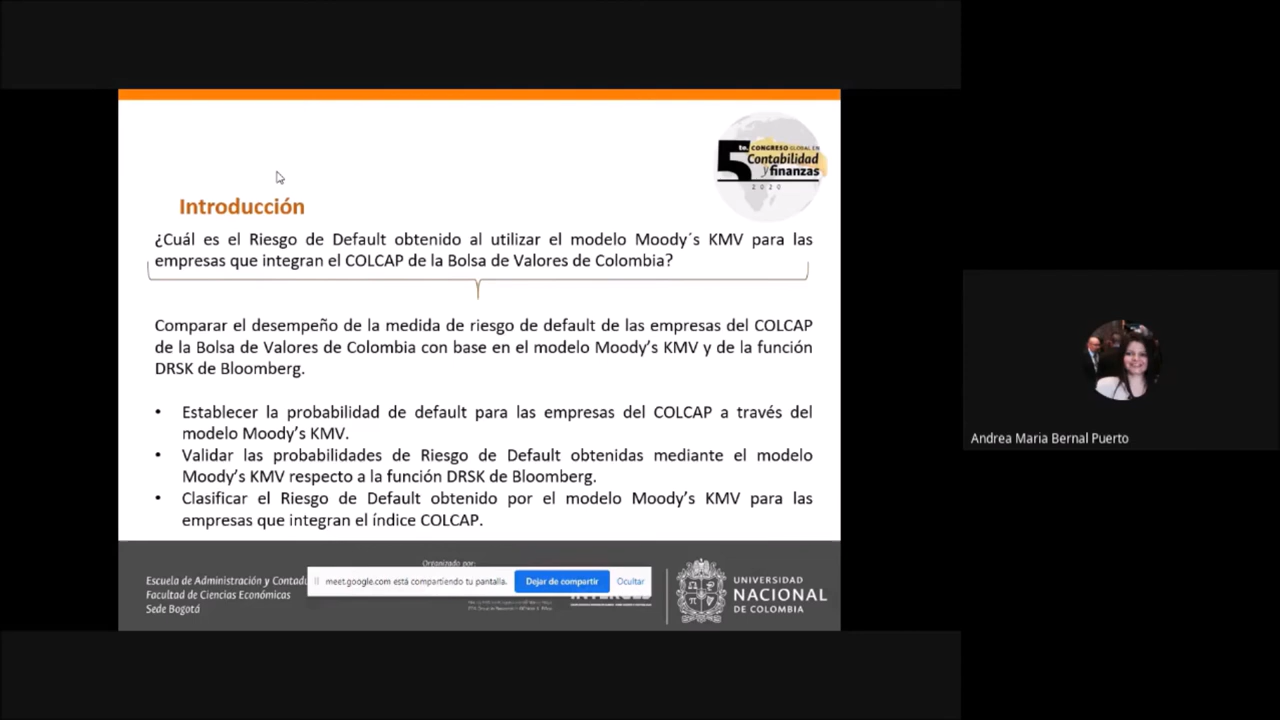 5to. CONGRESO GLOBAL EN
Contabilidad
y finanzas
2020
Introducción
¿Cuál es el Riesgo de Default obtenido al utilizar el modelo Moody´s KMV para las
empresas que integran el COLCAP de la Bolsa de Valores de Colombia?
Comparar el desempeño de la medida de riesgo de default de las empresas del COLCAP
de la Bolsa de Valores de Colombia con base en el modelo Moody’s KMV y de la función
DRSK de Bloomberg.
• Establecer la probabilidad de default para las empresas del COLCAP a través del
modelo Moody’s KMV.
• Validar las probabilidades de Riesgo de Default obtenidas mediante el modelo
Moody’s KMV respecto a la función DRSK de Bloomberg.
• Clasificar el Riesgo de Default obtenido por el modelo Moody’s KMV para las
empresas que integran el índice COLCAP.
Andrea Maria Bernal Puerto
Organizado por:
Escuela de Administración y Contadu
Facultad de Ciencias Económicas
Sede Bogotá
meet.google.com está compartiendo tu pantalla.
Dejar de compartir
Ocultar
UNIVERSIDAD
NACIONAL
DE COLOMBIA